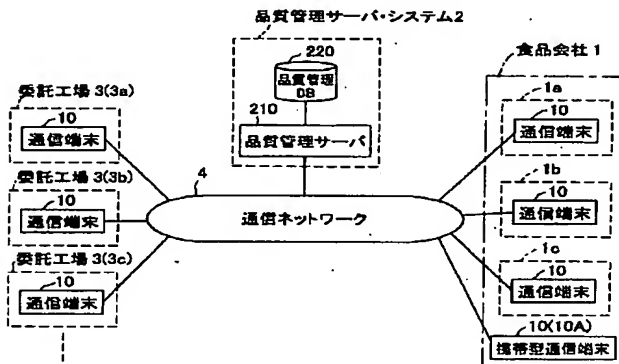 品質管理サーバ・システム2
220
品質管理
DB
210
品質管理サーバ
食品会社1
委託工場 3(3a)
10
通信端末
委託工場 3(3b)
10
通信端末
委託工場 3(3c)
10
通信端末
4
通信ネットワーク
1a
10
通信端末
1b
10
通信端末
1c
10
通信端末
10(10A)
携帯型通信端末